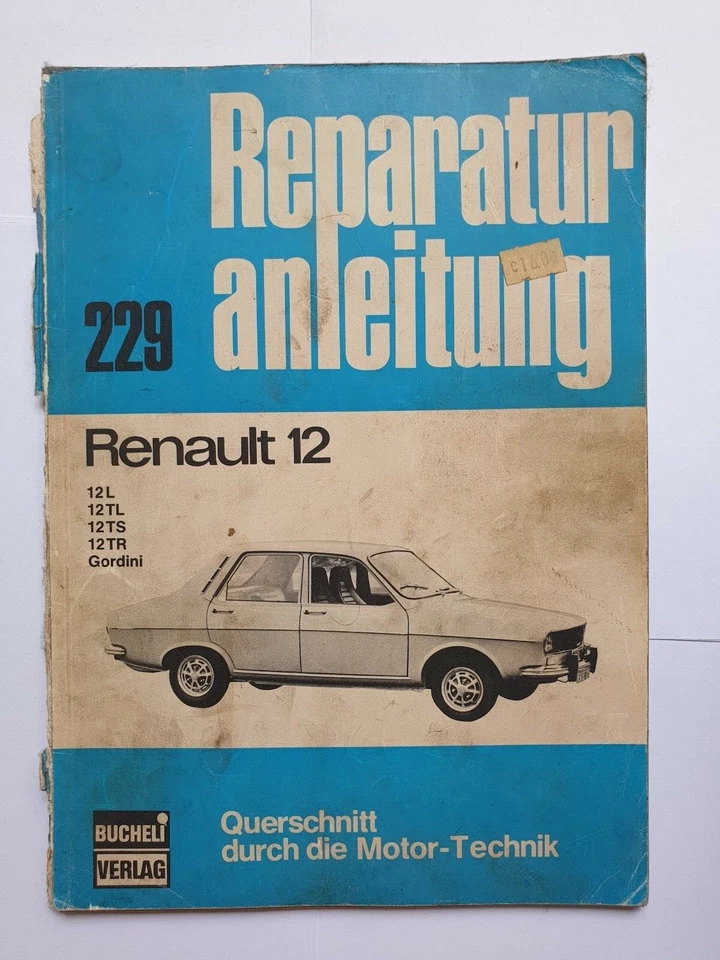 Reparatur
anleitung
229
Renault 12
12L
12TL
12TS
12TR
Gordini
BUCHELI
VERLAG
Querschnitt
durch die Motor-Technik